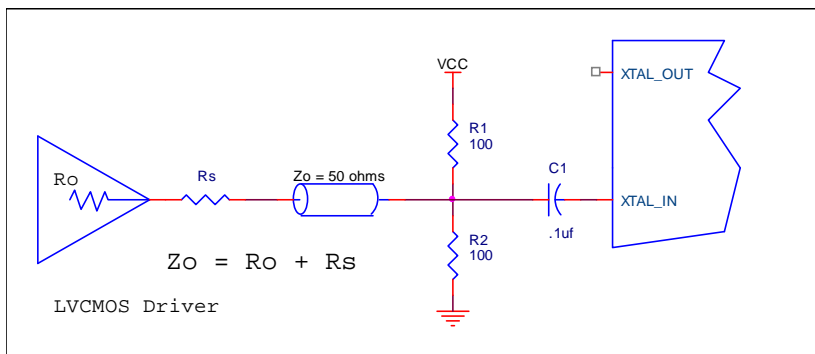 VCC
XTAL_OUT
R1
100
Ro
Rs
Zo = 50 ohms
C1
XTAL_IN
.1uf
R2
100
Zo = Ro + Rs
LVCMOS Driver